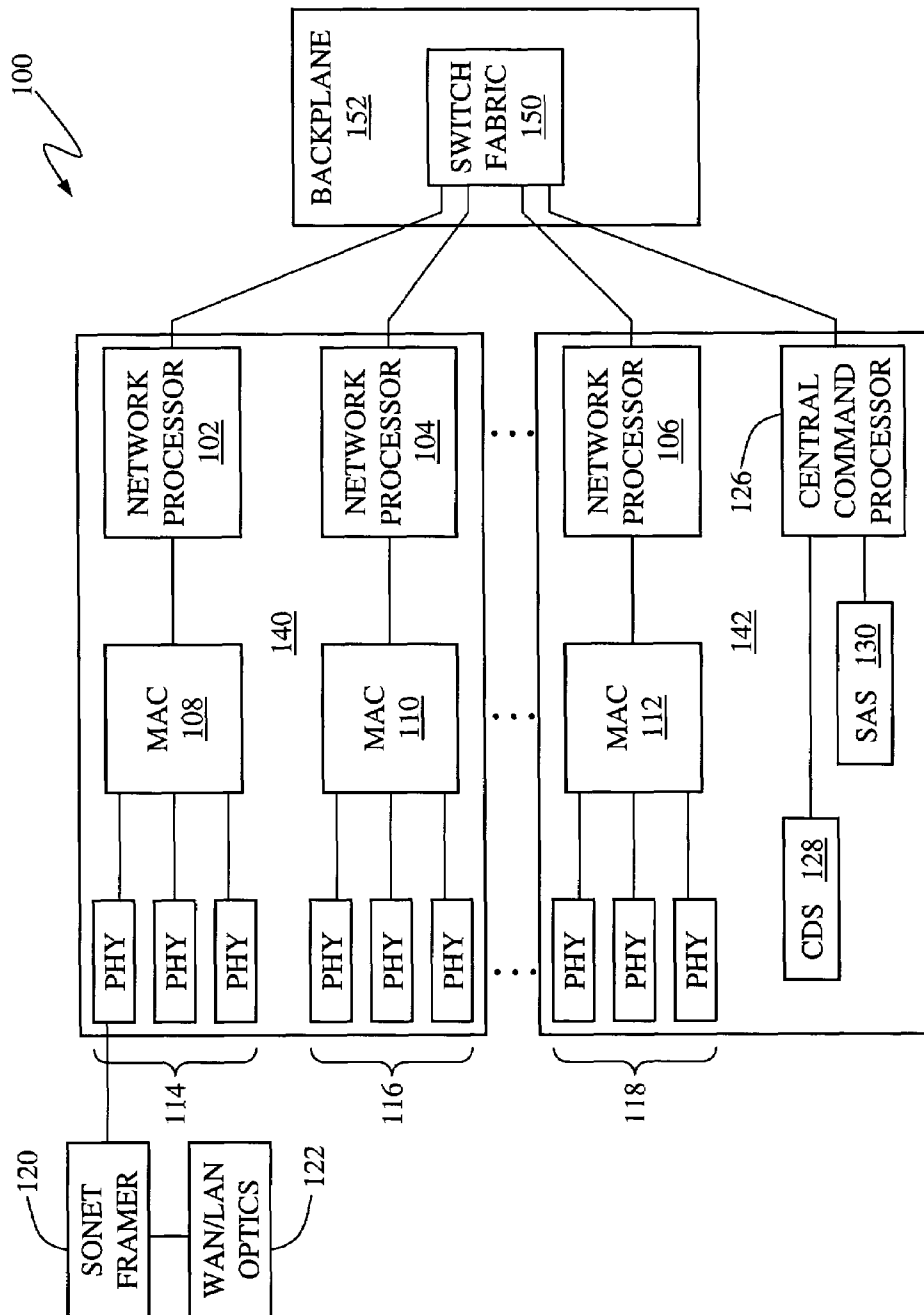 100
120
SONET
FRAMER
WAN/LAN
OPTICS
122
114
PHY
PHY
PHY
MAC
108
NETWORK
PROCESSOR
102
140
116
PHY
PHY
PHY
MAC
110
NETWORK
PROCESSOR
104
...
...
...
118
PHY
PHY
PHY
MAC
112
NETWORK
PROCESSOR
106
142
CDS 128
SAS 130
126
CENTRAL
COMMAND
PROCESSOR
BACKPLANE
152
SWITCH
FABRIC
150